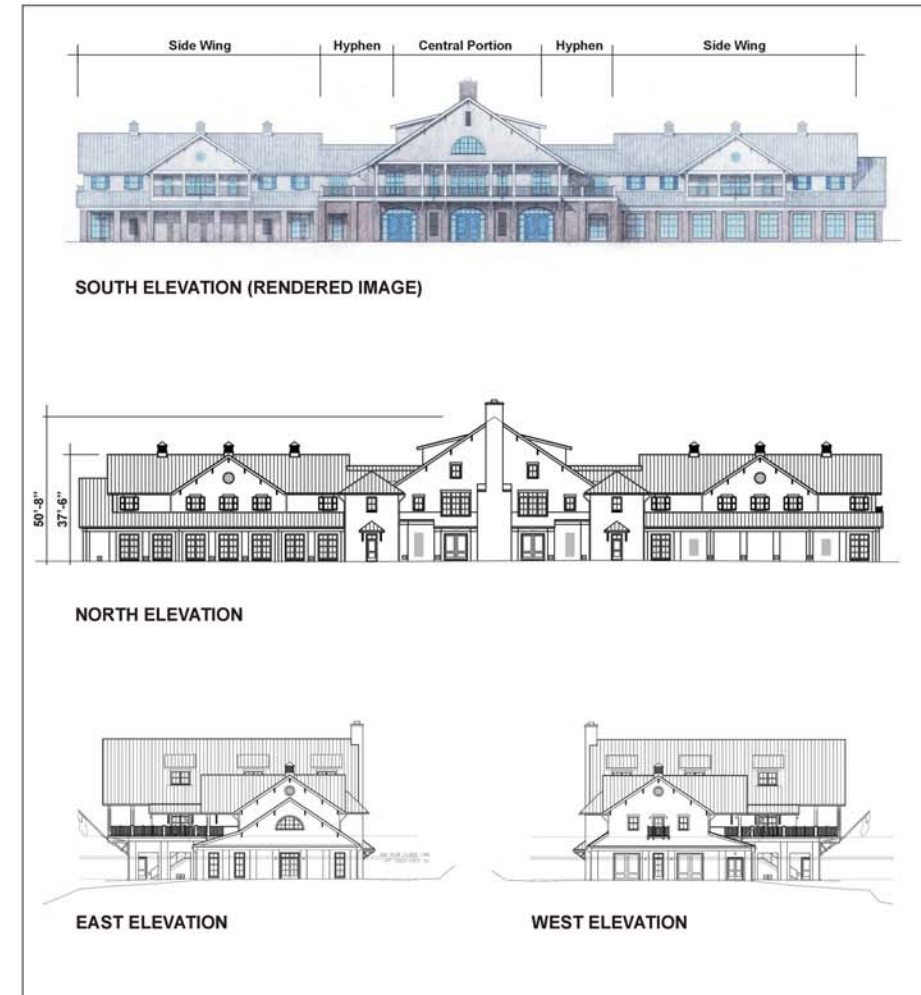 Side Wing Hyphen Central Portion Hyphen Side Wing
SOUTH ELEVATION (RENDERED IMAGE)
50'-8"
37'-6"
NORTH ELEVATION
EAST ELEVATION
WEST ELEVATION